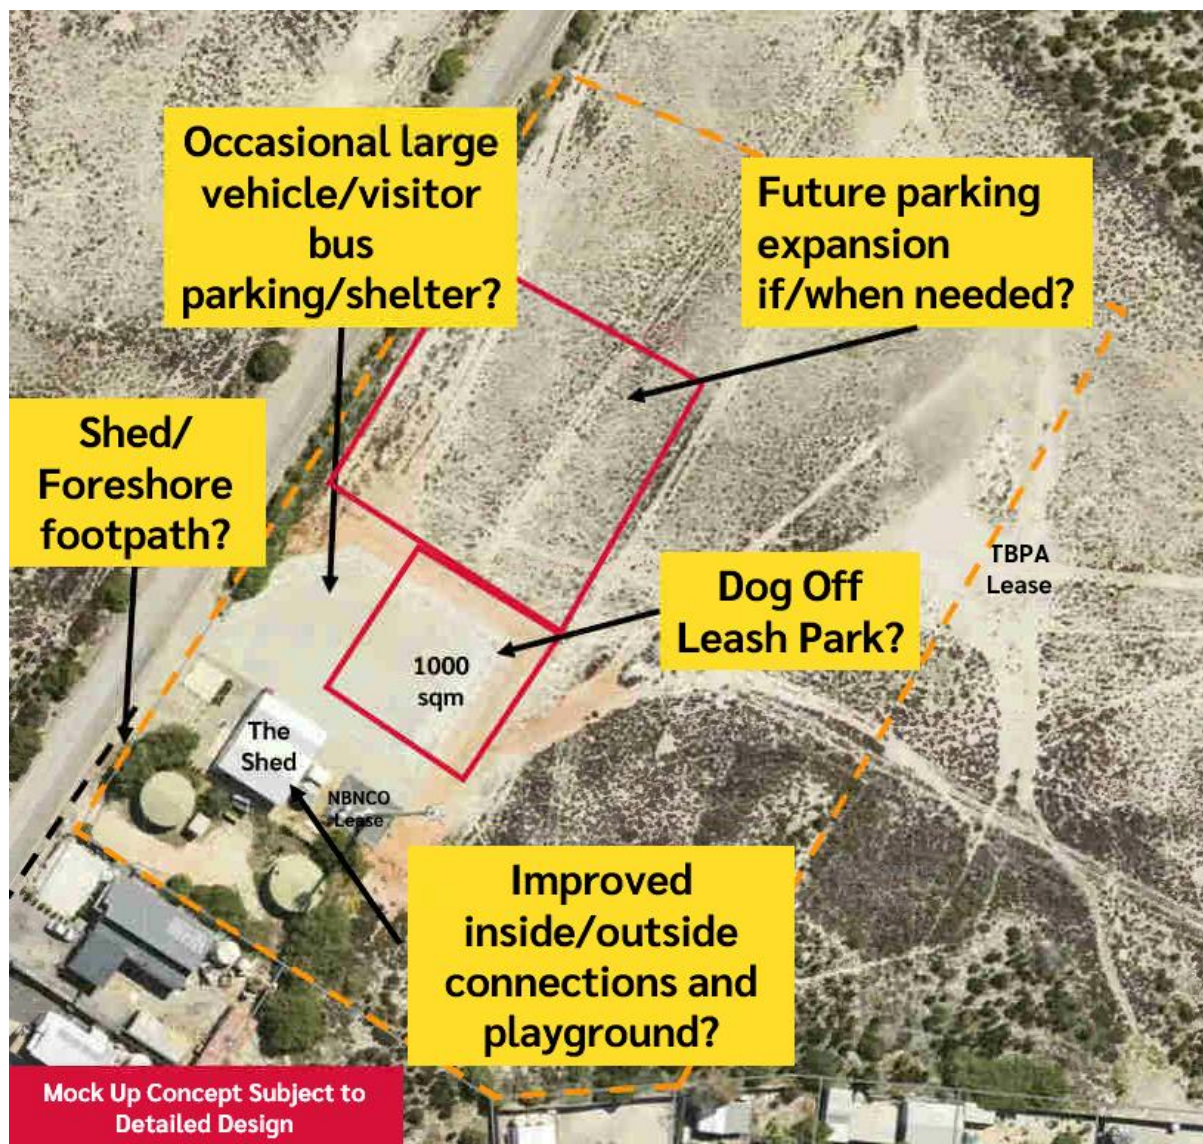 Occasional large
vehicle/visitor
bus
parking/shelter?
Future parking
expansion
if/when needed?
Shed/
Foreshore
footpath?
TBPA
Lease
Dog Off
Leash Park?
1000
sqm
The
Shed
NBNCO
Lease
Improved
inside/outside
connections and
playground?
Mock Up Concept Subject to
Detailed Design